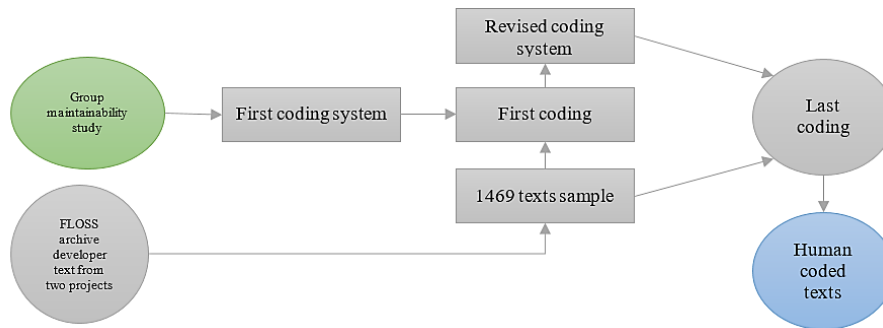 Group
maintainability
study
First coding system
Revised coding
system
First coding
1469 texts sample
FLOSS
archive
developer
text from
two projects
Last
coding
Human
coded
texts